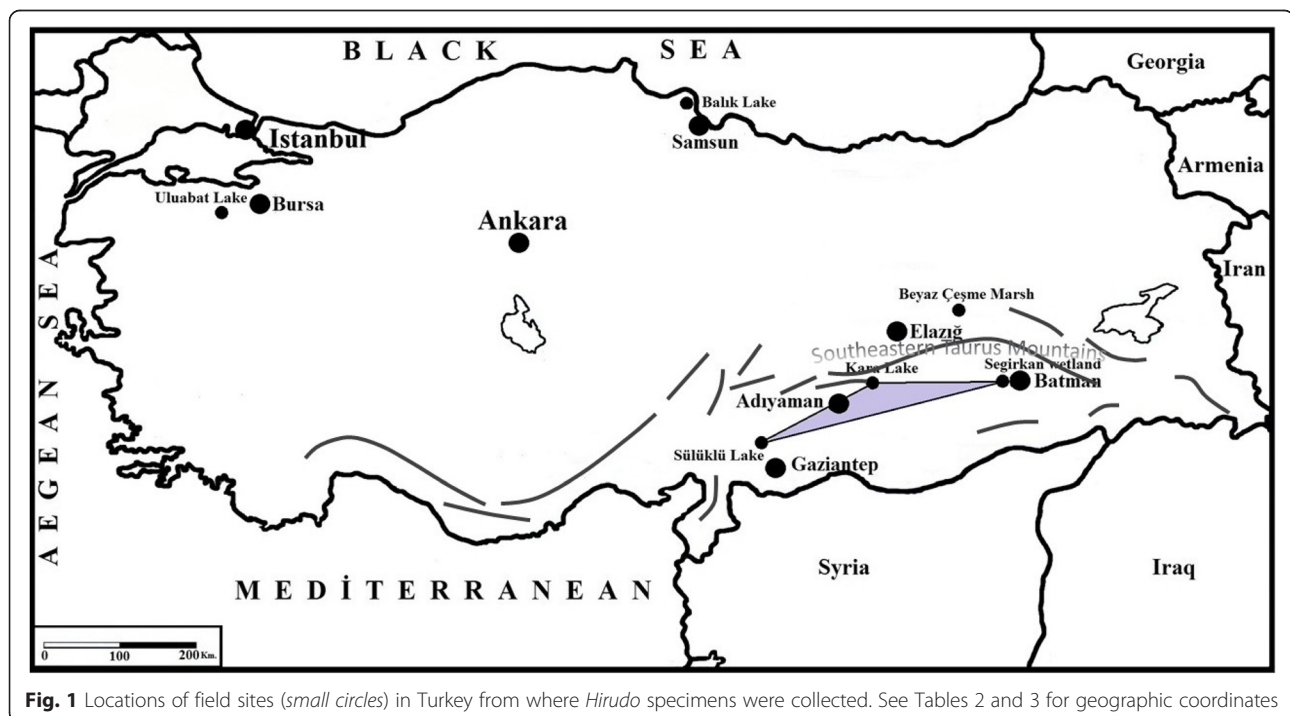 BLACK SEA
Georgia
Balık Lake
Samsun
Istanbul
Armenia
Uluabat Lake
Bursa
Ankara
AEGEAN SEA
Iran
Beyaz Çeşme Marsh
Elazığ
Southeastern Taurus Mountains
Kara Lake
Segirkan wetland
Batman
Adıyaman
Sülüklü Lake
Gaziantep
Syria
Iraq
MEDİTERRANEAN
0 100 200 Km.
Fig. 1 Locations of field sites (small circles) in Turkey from where Hirudo specimens were collected. See Tables 2 and 3 for geographic coordinates